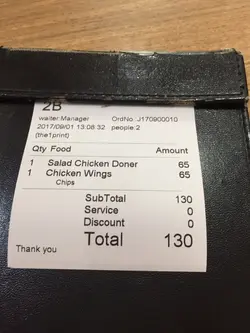 2B
waiter:Manager OrdNo.:J170900010
2017/09/01 13:08:32 people:2
(the1print)
Qty Food Amount
1 Salad Chicken Doner 65
1 Chicken Wings 65
Chips
SubTotal 130
Service 0
Discount 0
Total 130
Thank you